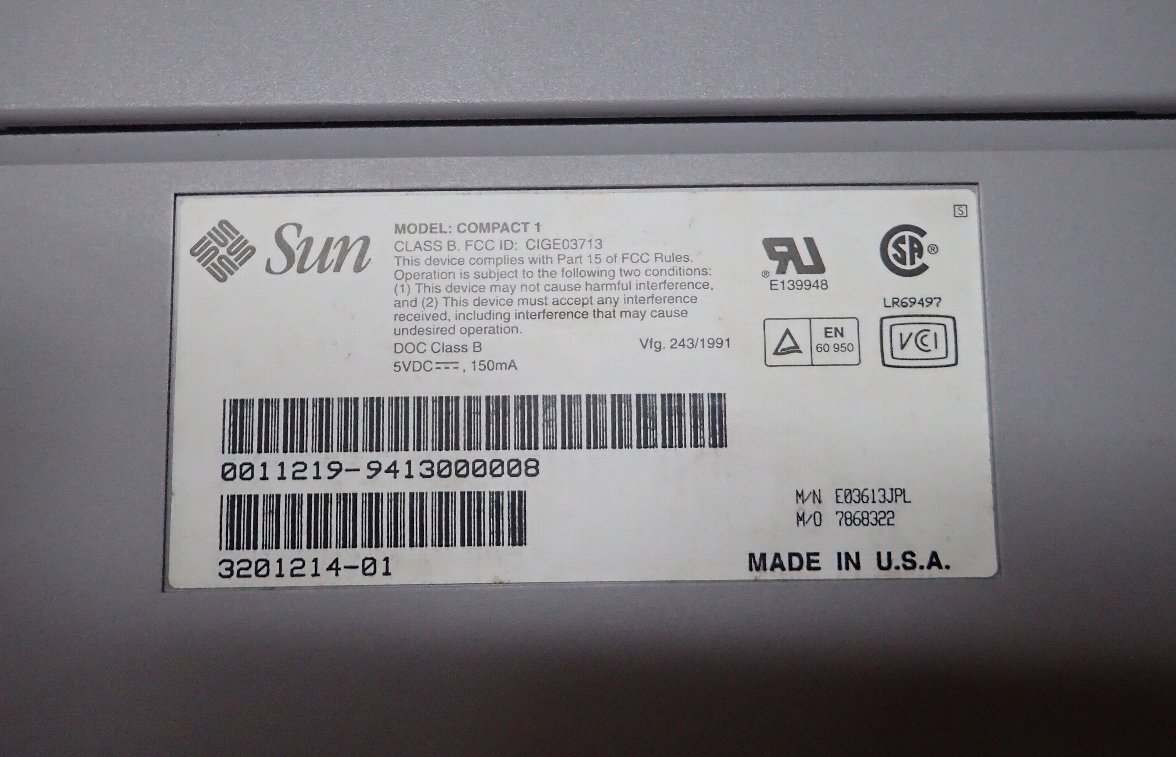 Sun
MODEL: COMPACT 1
CLASS B. FCC ID: CIGE03713
This device complies with Part 15 of FCC Rules.
Operation is subject to the following two conditions:
(1) This device may not cause harmful interference,
and (2) This device must accept any interference
received, including interference that may cause
undesired operation.
DOC Class B
Vfg. 243/1991
5VDC⎓, 150mA
RU
®
E139948
SA
®
S
LR69497
EN
60 950
VCI
0011219-9413000008
3201214-01
M/N E03613JPL
M/O 7868322
MADE IN U.S.A.